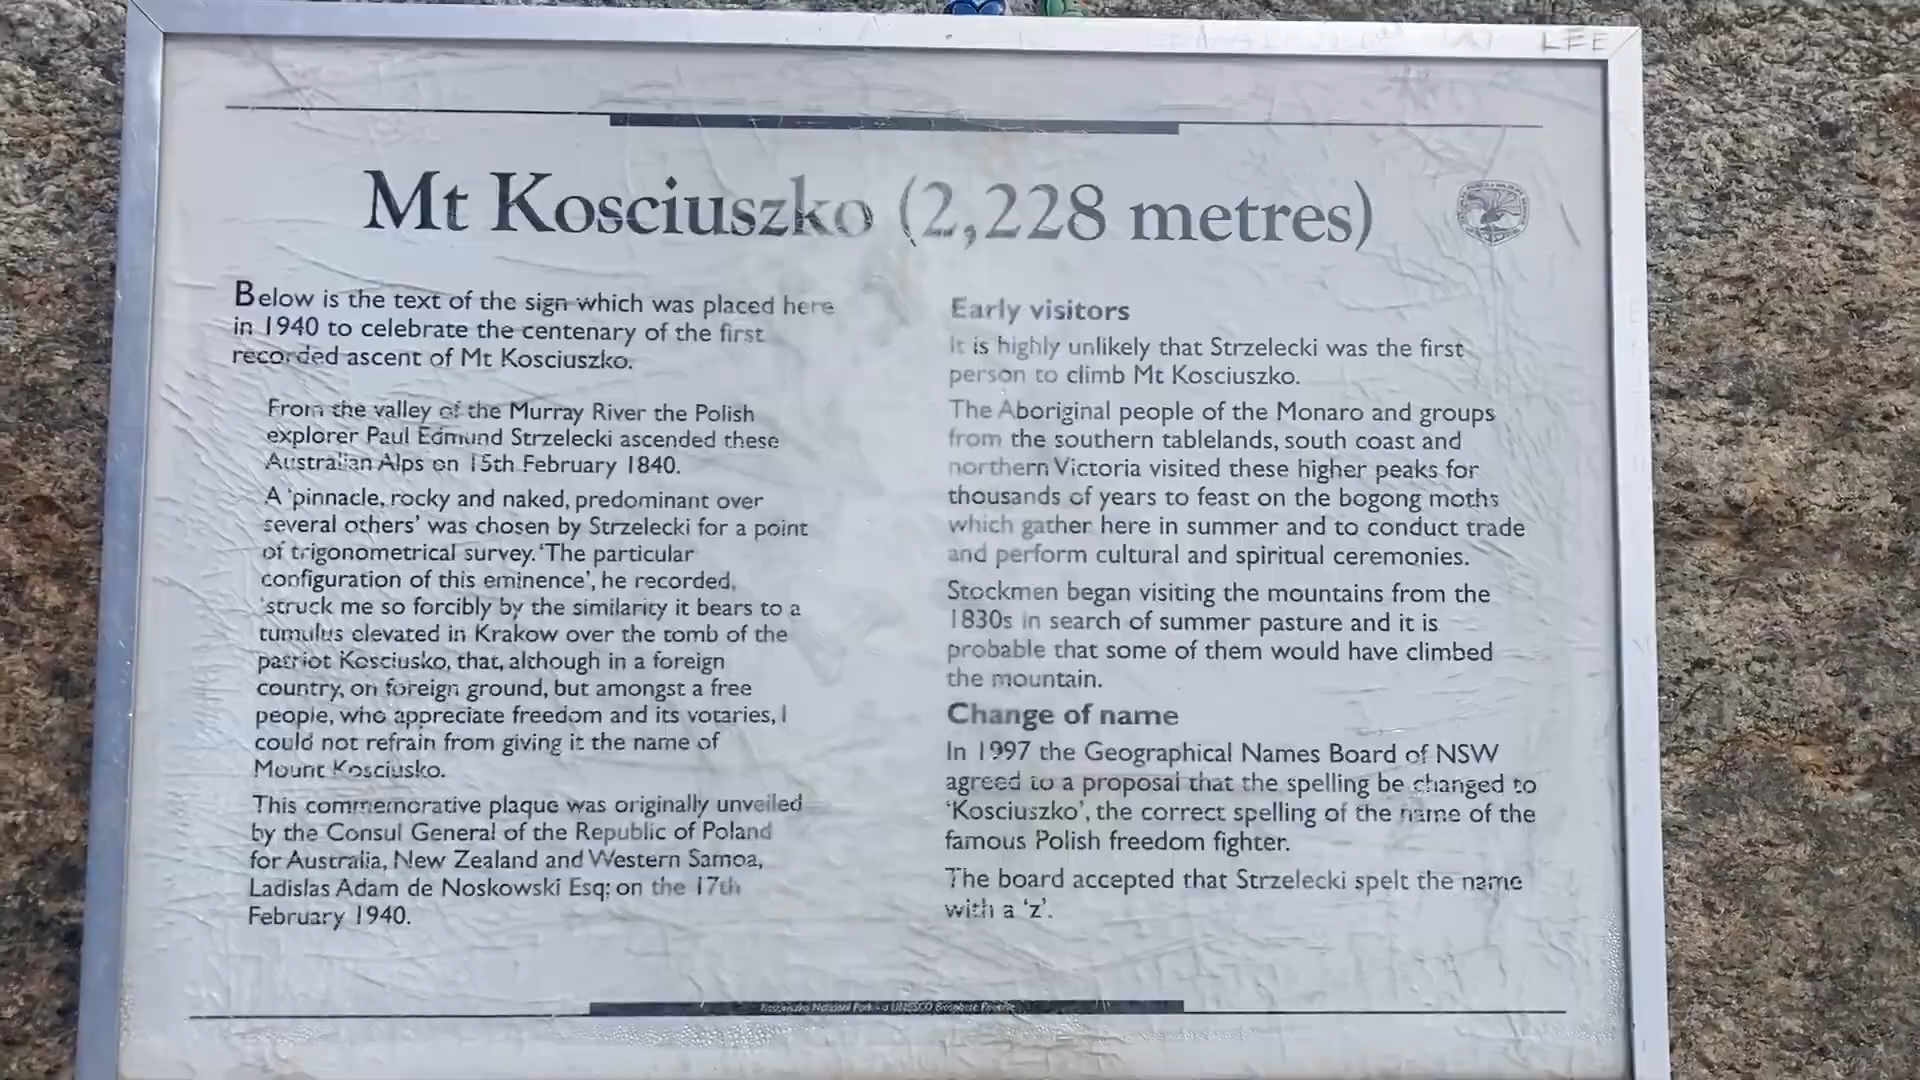 LEE
Mt Kosciuszko (2,228 metres)
Below is the text of the sign which was placed here
in 1940 to celebrate the centenary of the first
recorded ascent of Mt Kosciuszko.
From the valley of the Murray River the Polish
explorer Paul Edmund Strzelecki ascended these
Australian Alps on 15th February 1840.
A 'pinnacle, rocky and naked, predominant over
several others' was chosen by Strzelecki for a point
of trigonometrical survey. 'The particular
configuration of this eminence', he recorded,
'struck me so forcibly by the similarity it bears to a
tumulus elevated in Krakow over the tomb of the
patriot Kosciusko, that, although in a foreign
country, on foreign ground, but amongst a free
people, who appreciate freedom and its votaries, I
could not refrain from giving it the name of
Mount Kosciusko.
This commemorative plaque was originally unveiled
by the Consul General of the Republic of Poland
for Australia, New Zealand and Western Samoa,
Ladislas Adam de Noskowski Esq; on the 17th
February 1940.
Early visitors
It is highly unlikely that Strzelecki was the first
person to climb Mt Kosciuszko.
The Aboriginal people of the Monaro and groups
from the southern tablelands, south coast and
northern Victoria visited these higher peaks for
thousands of years to feast on the bogong moths
which gather here in summer and to conduct trade
and perform cultural and spiritual ceremonies.
Stockmen began visiting the mountains from the
1830s in search of summer pasture and it is
probable that some of them would have climbed
the mountain.
Change of name
In 1997 the Geographical Names Board of NSW
agreed to a proposal that the spelling be changed to
'Kosciuszko', the correct spelling of the name of the
famous Polish freedom fighter.
The board accepted that Strzelecki spelt the name
with a 'z'.
Kosciuszko National Park - a UNESCO Biosphere Reserve